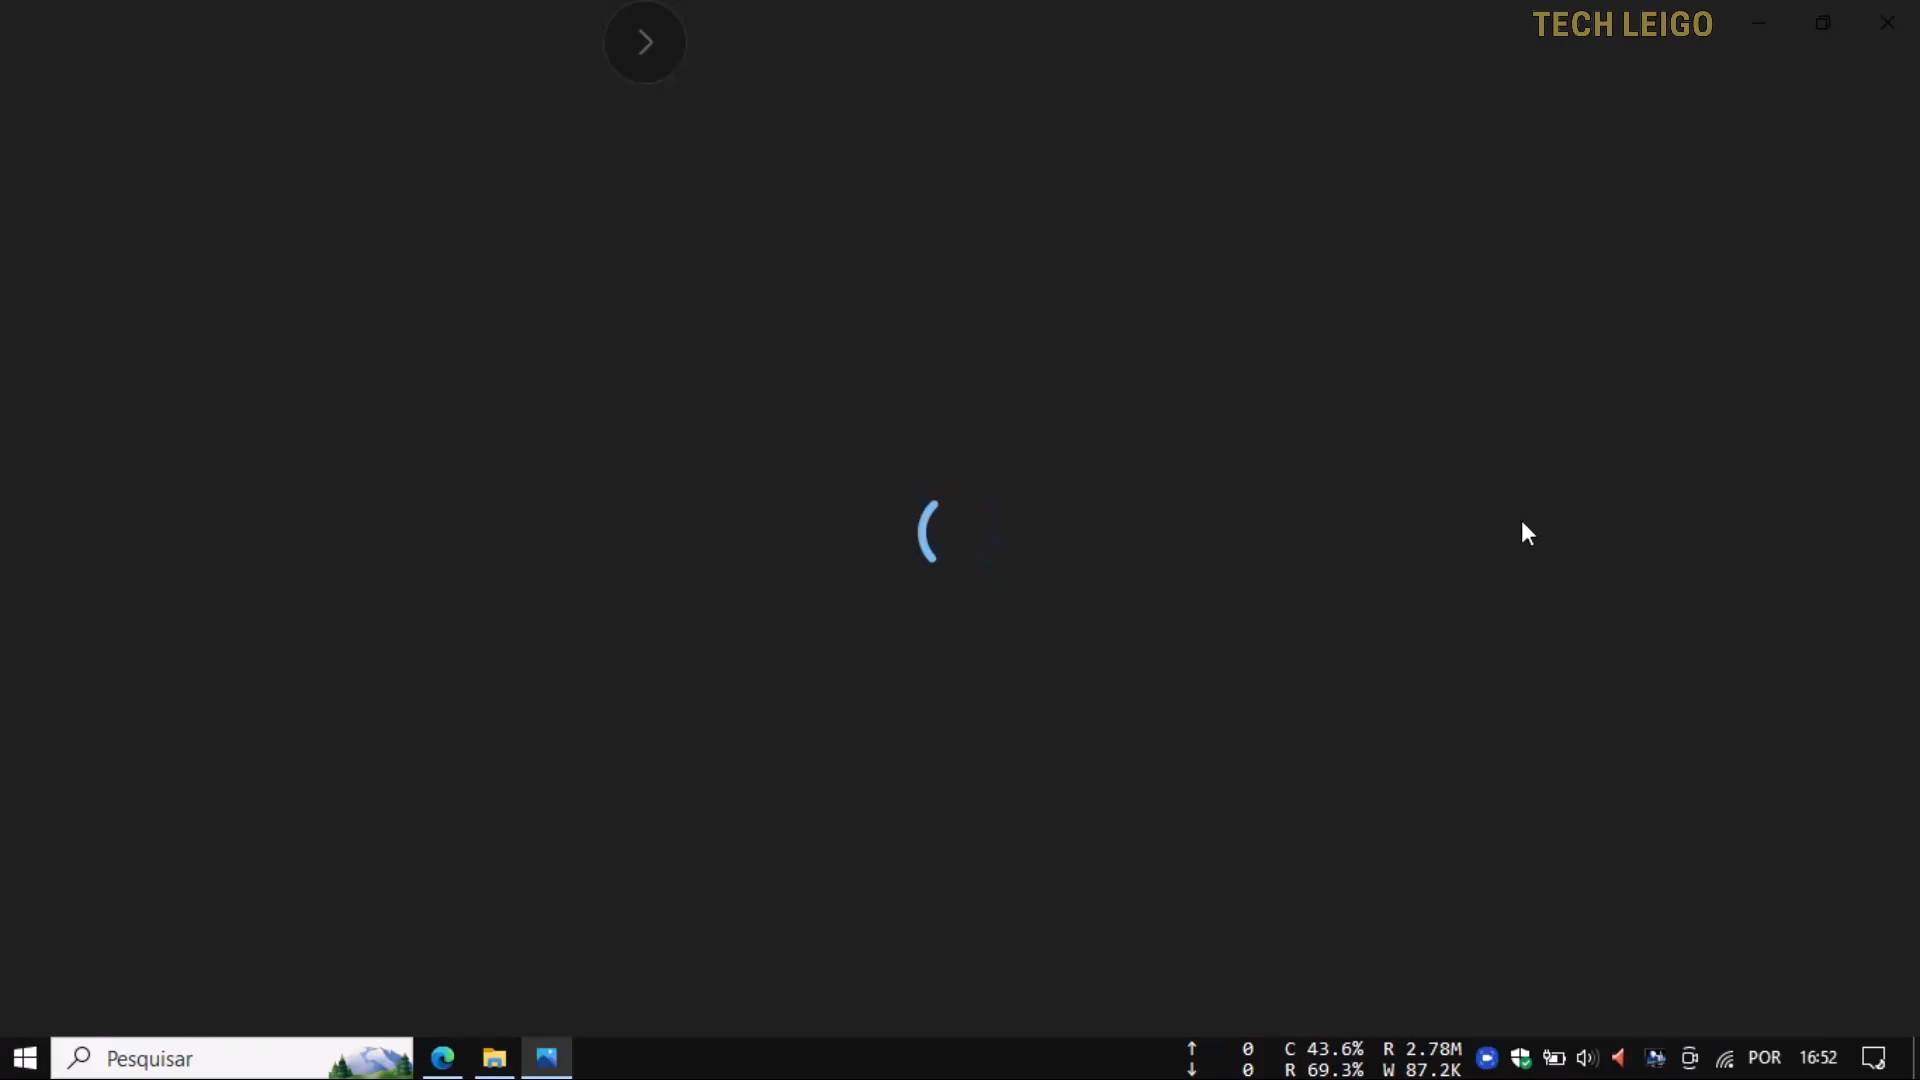 TECH LEIGO
Pesquisar
↑ 0 C 43.6% R 2.78M
↓ 0 R 69.3% W 87.2K
POR 16:52